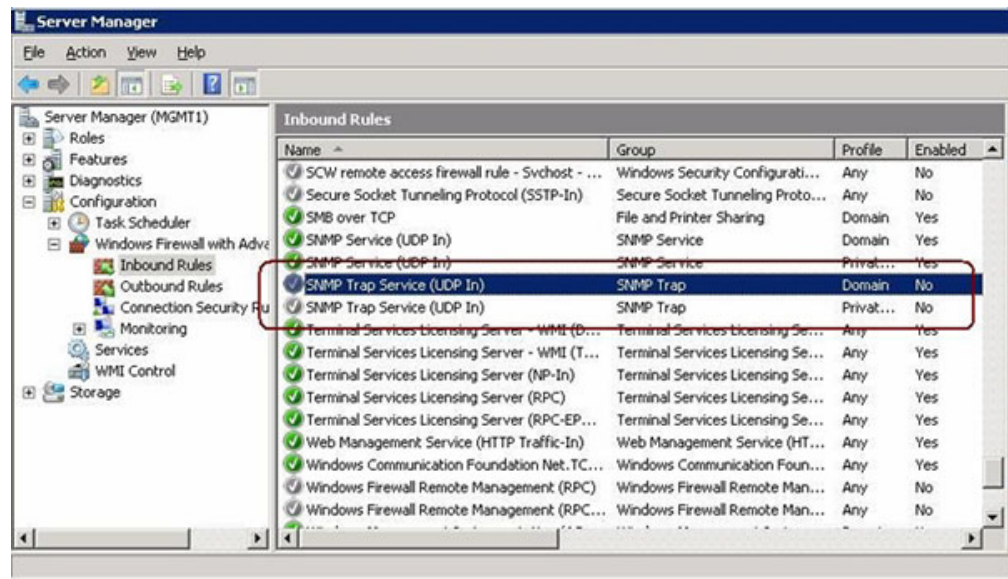 Server Manager
File Action View Help
Server Manager (MGMT1)
Roles
Features
Diagnostics
Configuration
Task Scheduler
Windows Firewall with Adva
Inbound Rules
Outbound Rules
Connection Security Ru
Monitoring
Services
WMI Control
Storage
Inbound Rules
Name Group Profile Enabled
SCW remote access firewall rule - Svchost - ... Windows Security Configurati... Any No
Secure Socket Tunneling Protocol (SSTP-In) Secure Socket Tunneling Proto... Any No
SMB over TCP File and Printer Sharing Domain Yes
SNMP Service (UDP In) SNMP Service Domain Yes
SNMP Service (UDP In) SNMP Service Privat... Yes
SNMP Trap Service (UDP In) SNMP Trap Domain No
SNMP Trap Service (UDP In) SNMP Trap Privat... No
Terminal Services Licensing Server - WMI (D... Terminal Services Licensing Se... Any Yes
Terminal Services Licensing Server - WMI (T... Terminal Services Licensing Se... Any Yes
Terminal Services Licensing Server (NP-In) Terminal Services Licensing Se... Any Yes
Terminal Services Licensing Server (RPC) Terminal Services Licensing Se... Any Yes
Terminal Services Licensing Server (RPC-EP... Terminal Services Licensing Se... Any Yes
Web Management Service (HTTP Traffic-In) Web Management Service (HT... Any Yes
Windows Communication Foundation Net.TC... Windows Communication Foun... Any Yes
Windows Firewall Remote Management (RPC) Windows Firewall Remote Man... Any No
Windows Firewall Remote Management (RPC... Windows Firewall Remote Man... Any No